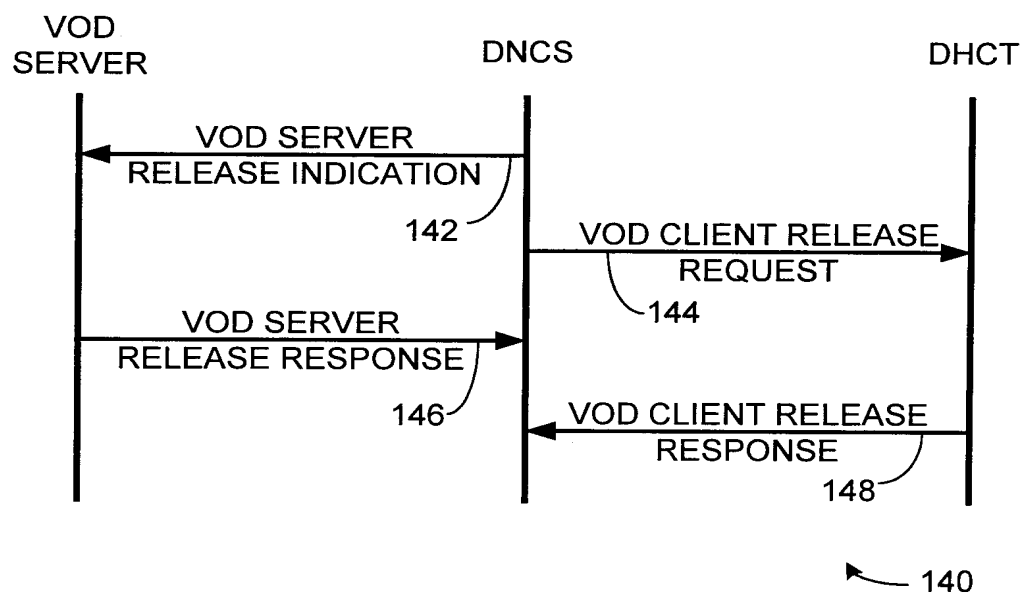 VOD
SERVER
DNCS
DHCT
VOD SERVER
RELEASE INDICATION
142
VOD CLIENT RELEASE
REQUEST
144
VOD SERVER
RELEASE RESPONSE
146
VOD CLIENT RELEASE
RESPONSE
148
140